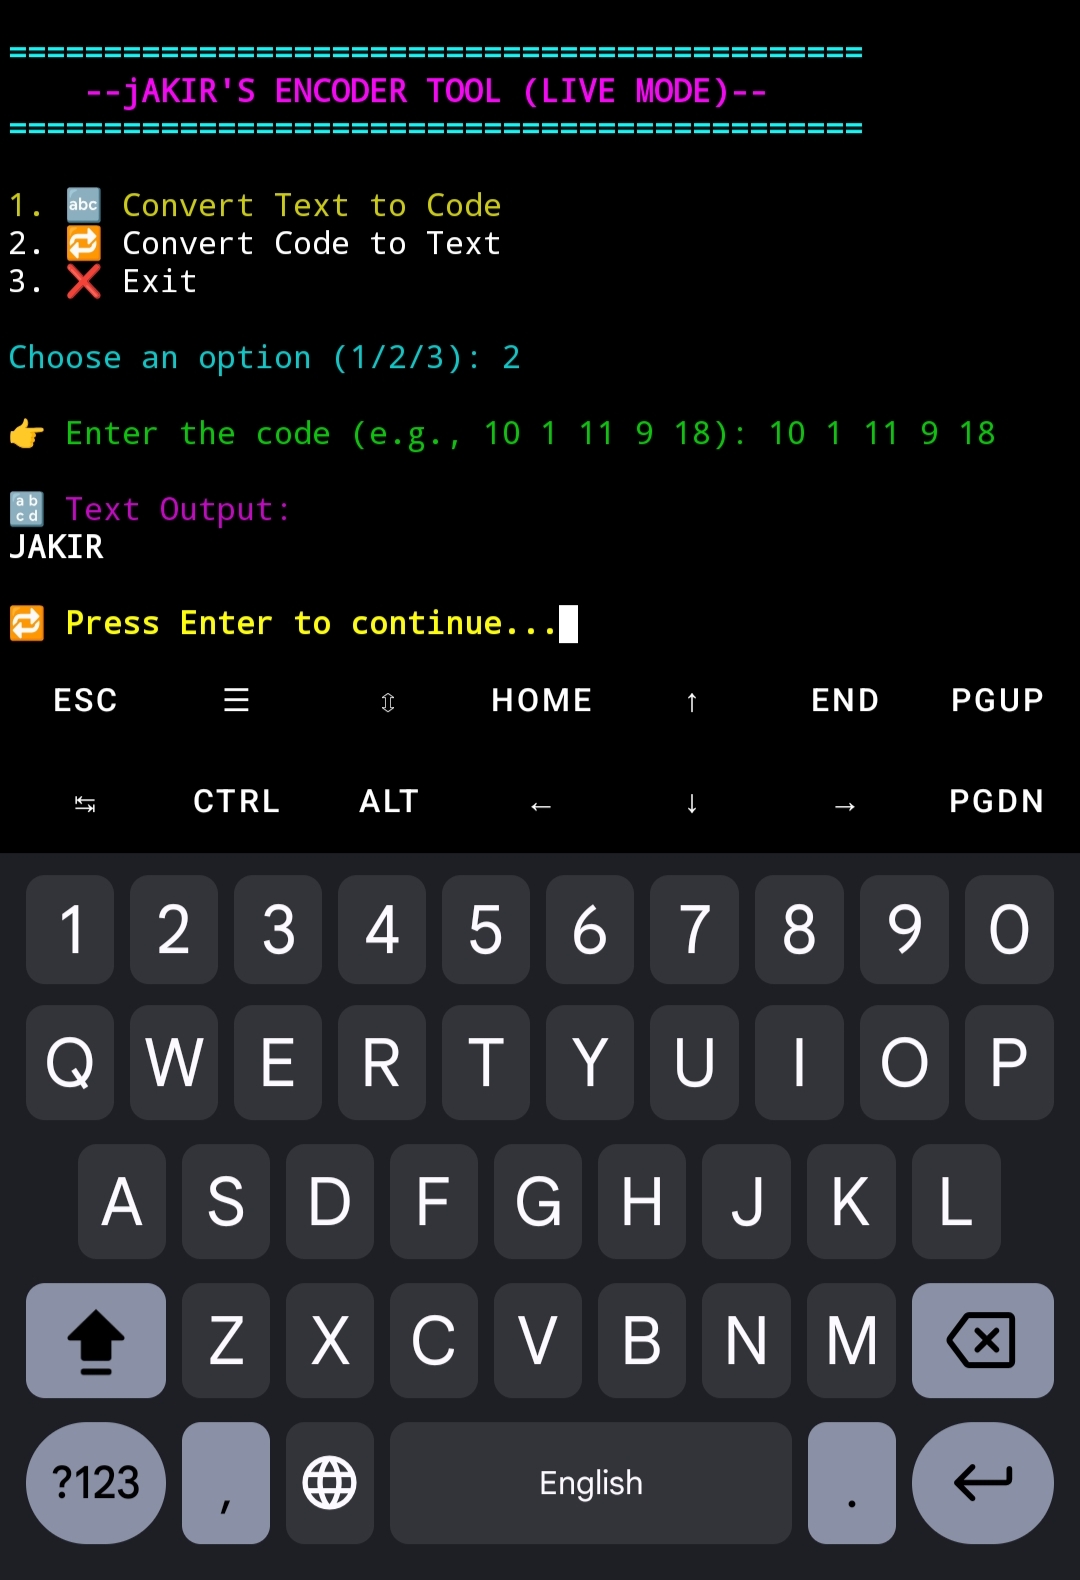 =============================================
--jAKIR'S ENCODER TOOL (LIVE MODE)--
=============================================
1. 🔤 Convert Text to Code
2. 🔁 Convert Code to Text
3. ❌ Exit
Choose an option (1/2/3): 2
👉 Enter the code (e.g., 10 1 11 9 18): 10 1 11 9 18
🔡 Text Output:
JAKIR
🔁 Press Enter to continue...
ESC ☰ ⇳ HOME ↑ END PGUP
↹ CTRL ALT ← ↓ → PGDN
1 2 3 4 5 6 7 8 9 0
Q W E R T Y U I O P
A S D F G H J K L
Z X C V B N M
?123 , English .